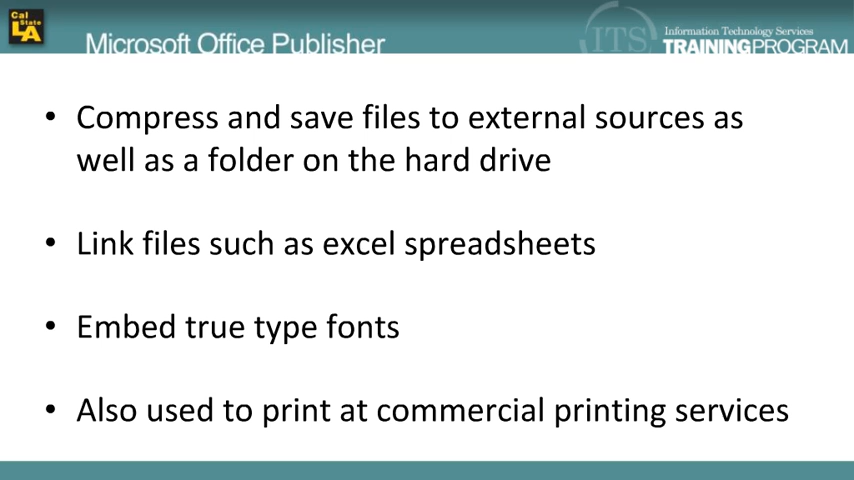 Cal
State
LA
Microsoft Office Publisher
ITS
Information Technology Services
TRAINING PROGRAM
• Compress and save files to external sources as
well as a folder on the hard drive
• Link files such as excel spreadsheets
• Embed true type fonts
• Also used to print at commercial printing services